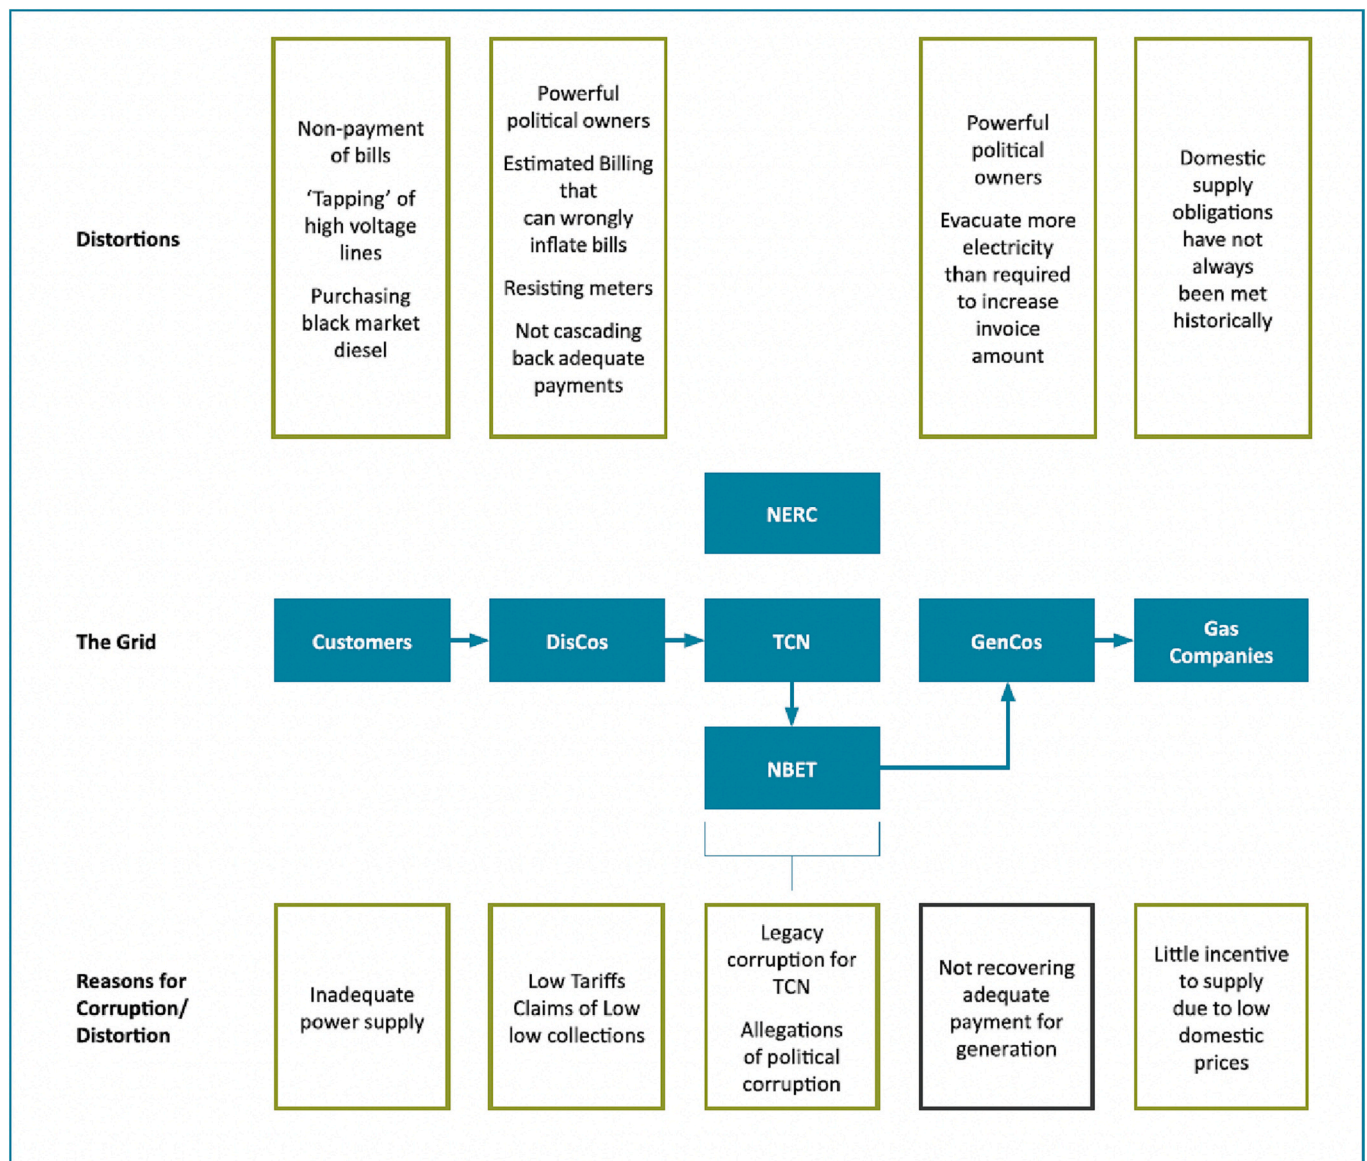 Distortions
Non-payment
of bills
‘Tapping’ of
high voltage
lines
Purchasing
black market
diesel
Powerful
political owners
Estimated Billing
that
can wrongly
inflate bills
Resisting meters
Not cascading
back adequate
payments
Powerful
political
owners
Evacuate more
electricity
than required
to increase
invoice
amount
Domestic
supply
obligations
have not
always
been met
historically
NERC
The Grid
Customers
DisCos
TCN
GenCos
Gas
Companies
NBET
Reasons for
Corruption/
Distortion
Inadequate
power supply
Low Tariffs
Claims of Low
low collections
Legacy
corruption for
TCN
Allegations
of political
corruption
Not recovering
adequate
payment for
generation
Little incentive
to supply
due to low
domestic
prices